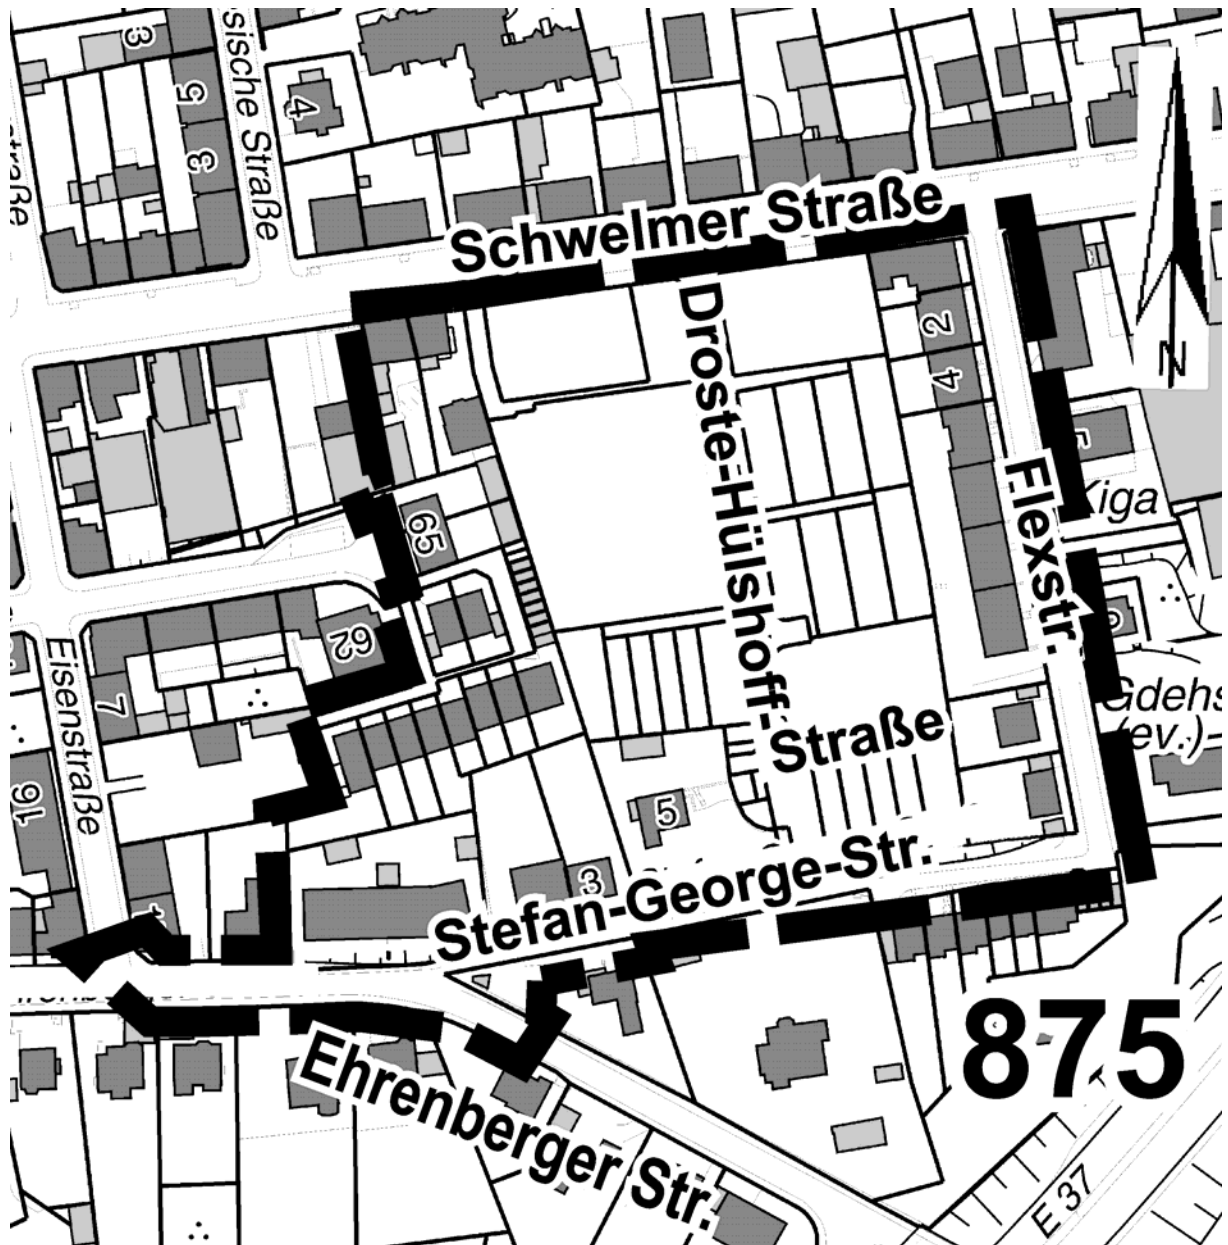 3
5
3
sische Straße
4
Schwelmer Straße
N
2
4
Droste-Hülshoff-
Straße
Flexstr.
Kiga
65
62
7
Eisenstraße
16
Gdehs
(ev.)
5
3
Stefan-George-Str.
Ehrenberger Str.
875
E 37